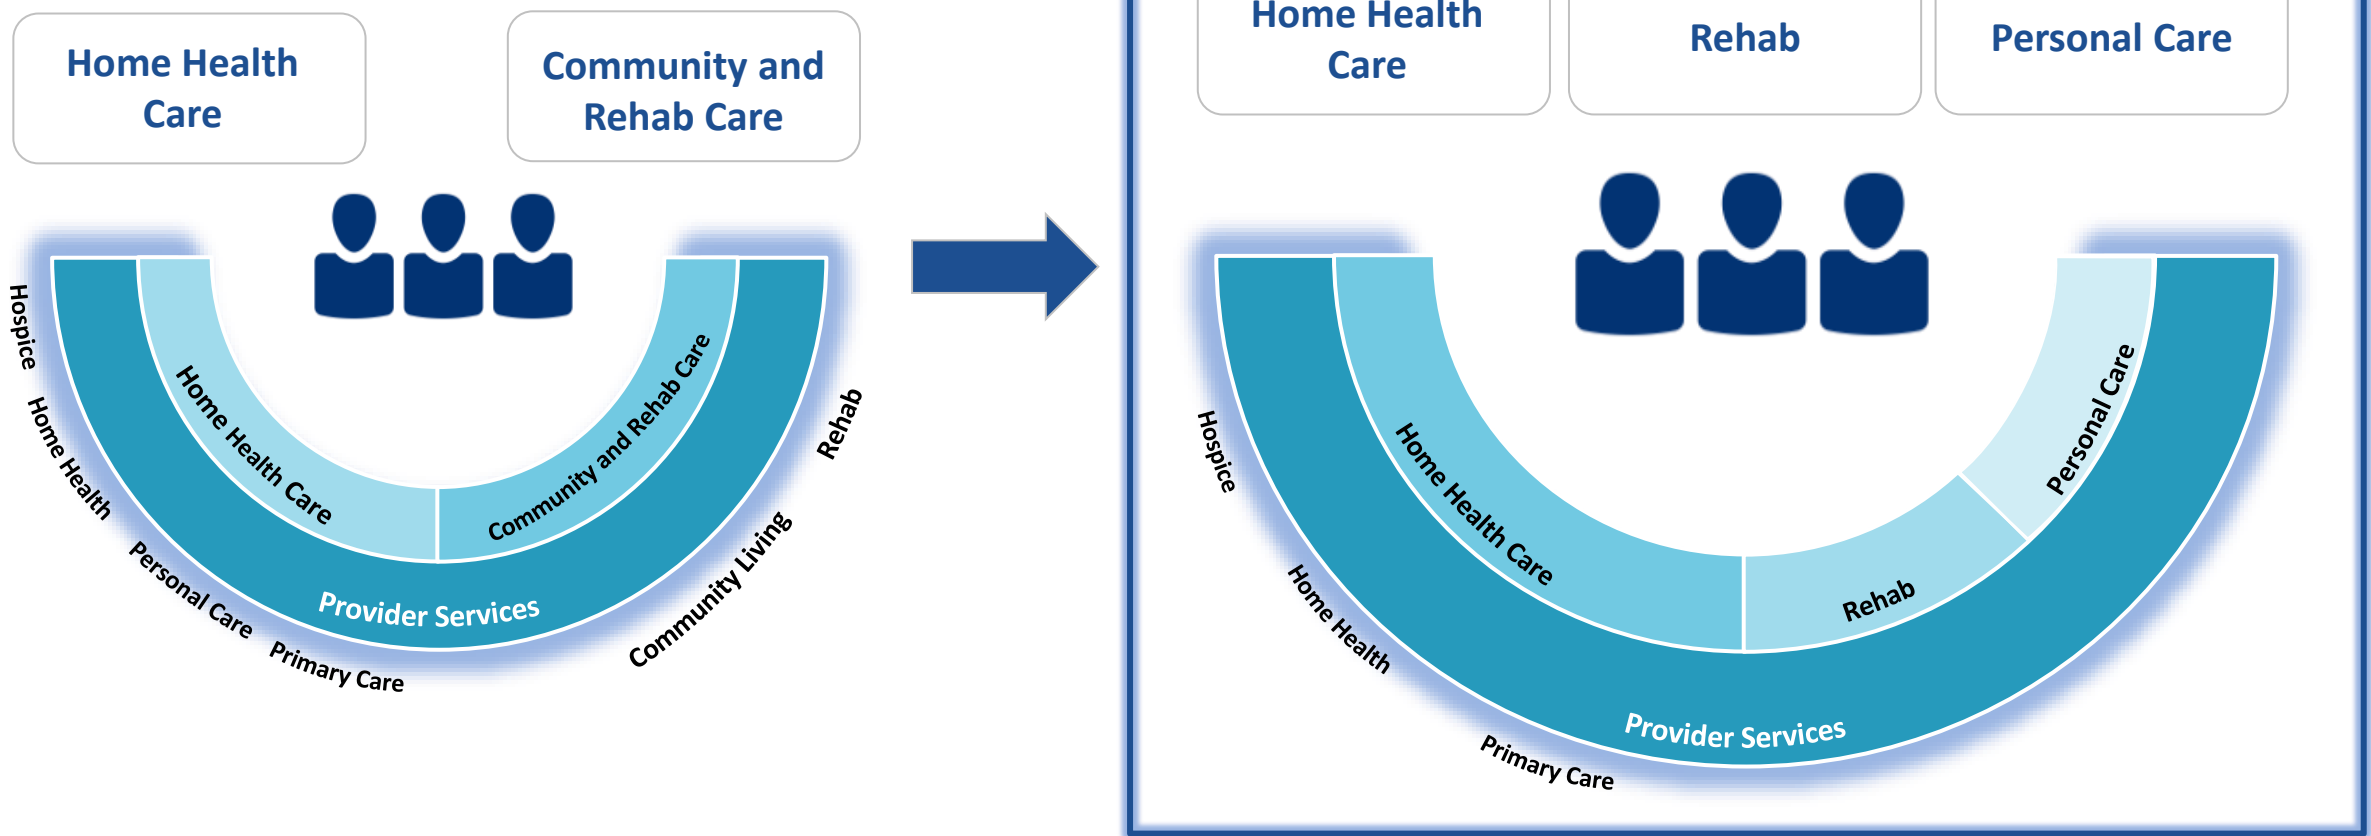 Home Health
Care
Community and
Rehab Care
Hospice
Home Health
Personal Care
Primary Care
Home Health Care
Community and Rehab Care
Provider Services
Community Living
Rehab
Home Health
Care
Rehab
Personal Care
Hospice
Home Health
Primary Care
Home Health Care
Rehab
Personal Care
Provider Services